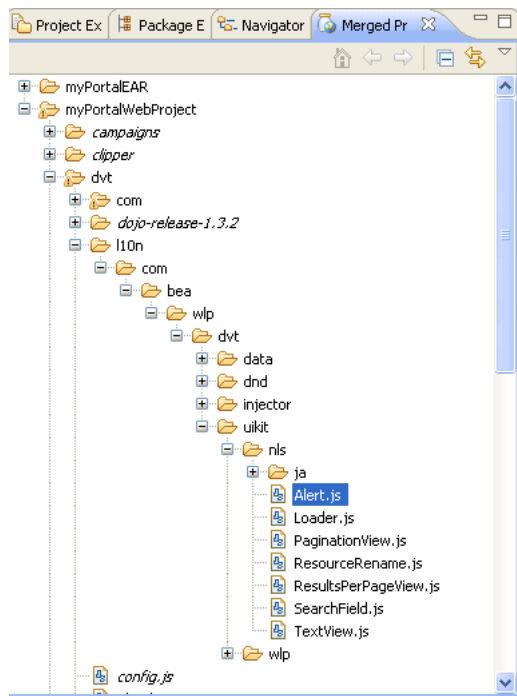 Project Ex Package E Navigator Merged Pr
myPortalEAR
myPortalWebProject
campaigns
clipper
dvt
com
dojo-release-1.3.2
l10n
com
bea
wlp
dvt
data
dnd
injector
uikit
nls
ja
Alert.js
Loader.js
PaginationView.js
ResourceRename.js
ResultsPerPageView.js
SearchField.js
TextView.js
wlp
config.js